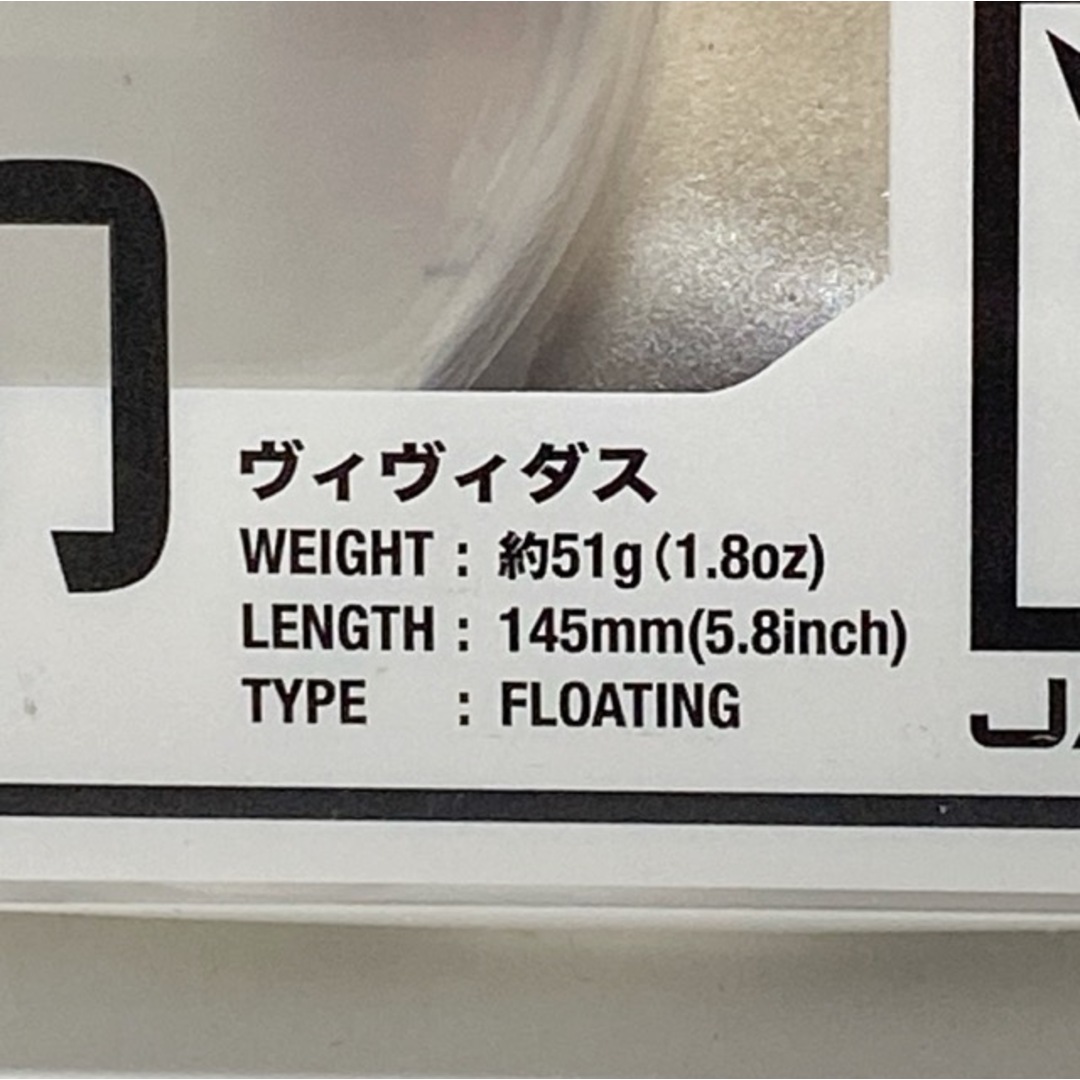 ヴィヴィダス
WEIGHT : 約51g(1.8oz)
LENGTH : 145mm(5.8inch)
TYPE : FLOATING